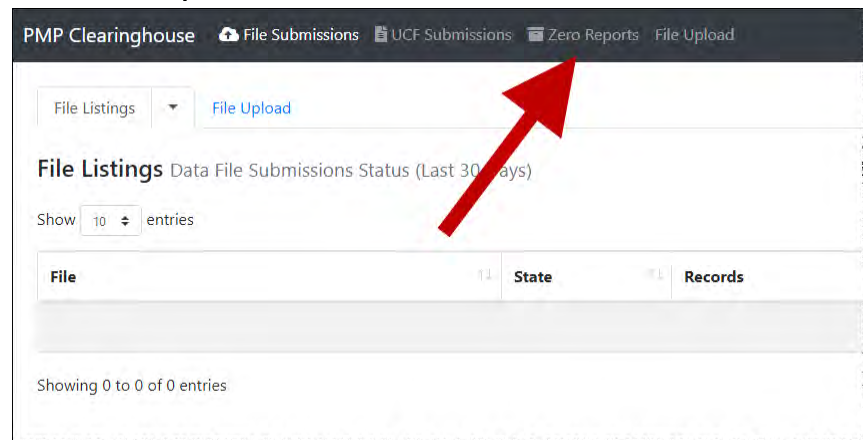 PMP Clearinghouse File Submissions UCF Submissions Zero Reports File Upload
File Listings File Upload
File Listings Data File Submissions Status (Last 30 Days)
Show 10 entries
File State Records
Showing 0 to 0 of 0 entries